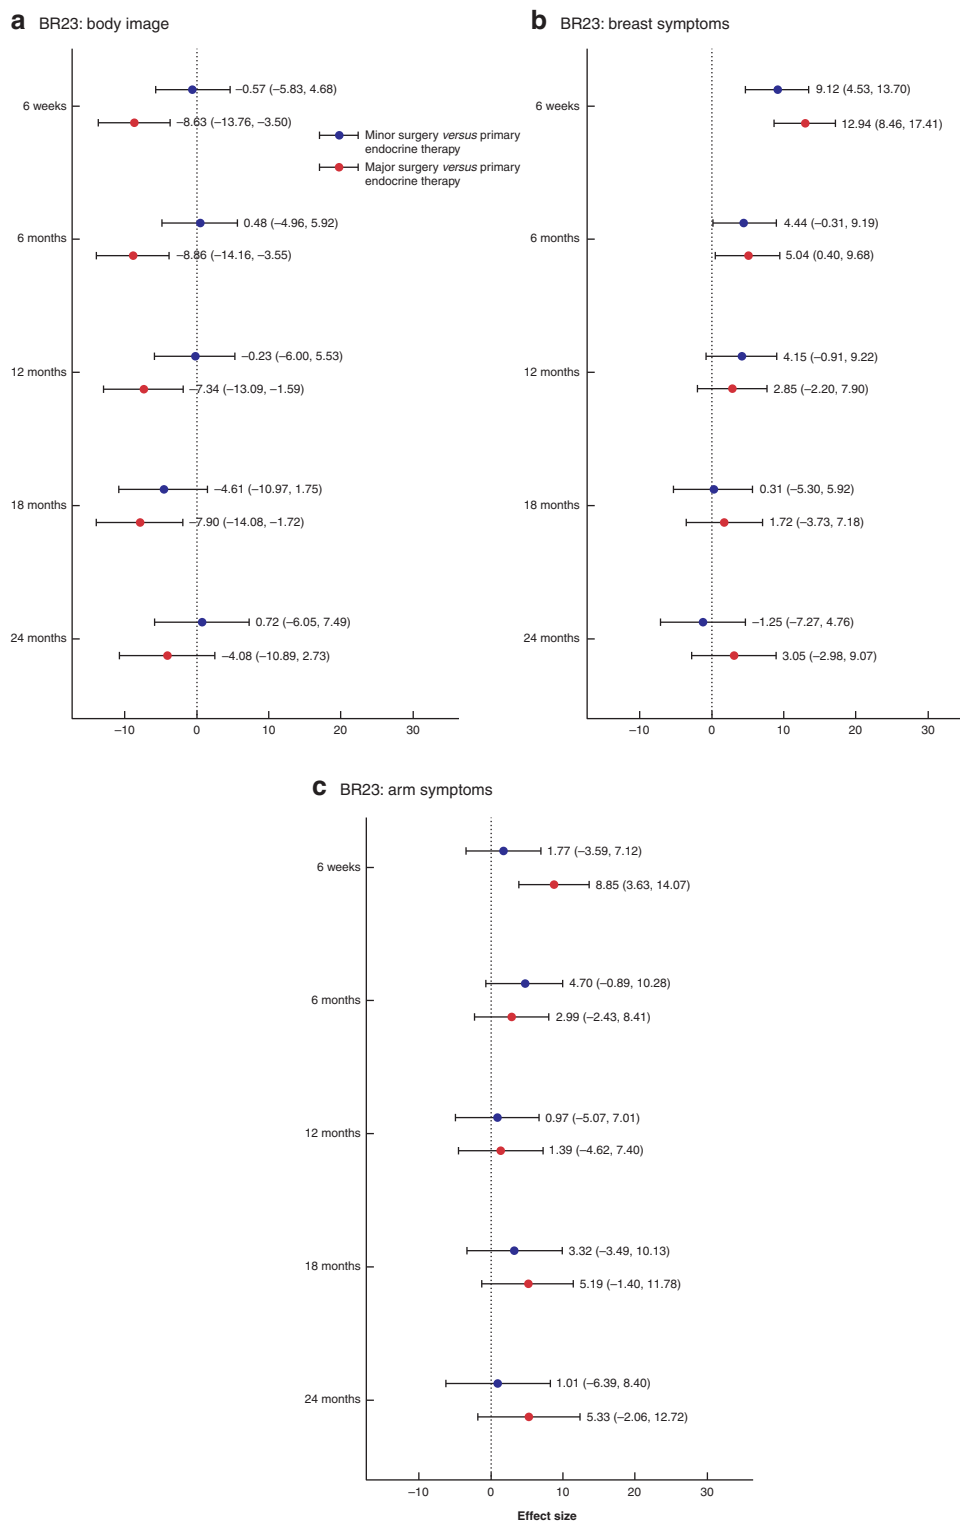 a BR23: body image
6 weeks
−0.57 (−5.83, 4.68)
−8.63 (−13.76, −3.50)
Minor surgery versus primary
endocrine therapy
Major surgery versus primary
endocrine therapy
6 months
0.48 (−4.96, 5.92)
−8.86 (−14.16, −3.55)
12 months
−0.23 (−6.00, 5.53)
−7.34 (−13.09, −1.59)
18 months
−4.61 (−10.97, 1.75)
−7.90 (−14.08, −1.72)
24 months
0.72 (−6.05, 7.49)
−4.08 (−10.89, 2.73)
−10 0 10 20 30
b BR23: breast symptoms
6 weeks
9.12 (4.53, 13.70)
12.94 (8.46, 17.41)
6 months
4.44 (−0.31, 9.19)
5.04 (0.40, 9.68)
12 months
4.15 (−0.91, 9.22)
2.85 (−2.20, 7.90)
18 months
0.31 (−5.30, 5.92)
1.72 (−3.73, 7.18)
24 months
−1.25 (−7.27, 4.76)
3.05 (−2.98, 9.07)
−10 0 10 20 30
c BR23: arm symptoms
6 weeks
1.77 (−3.59, 7.12)
8.85 (3.63, 14.07)
6 months
4.70 (−0.89, 10.28)
2.99 (−2.43, 8.41)
12 months
0.97 (−5.07, 7.01)
1.39 (−4.62, 7.40)
18 months
3.32 (−3.49, 10.13)
5.19 (−1.40, 11.78)
24 months
1.01 (−6.39, 8.40)
5.33 (−2.06, 12.72)
−10 0 10 20 30
Effect size